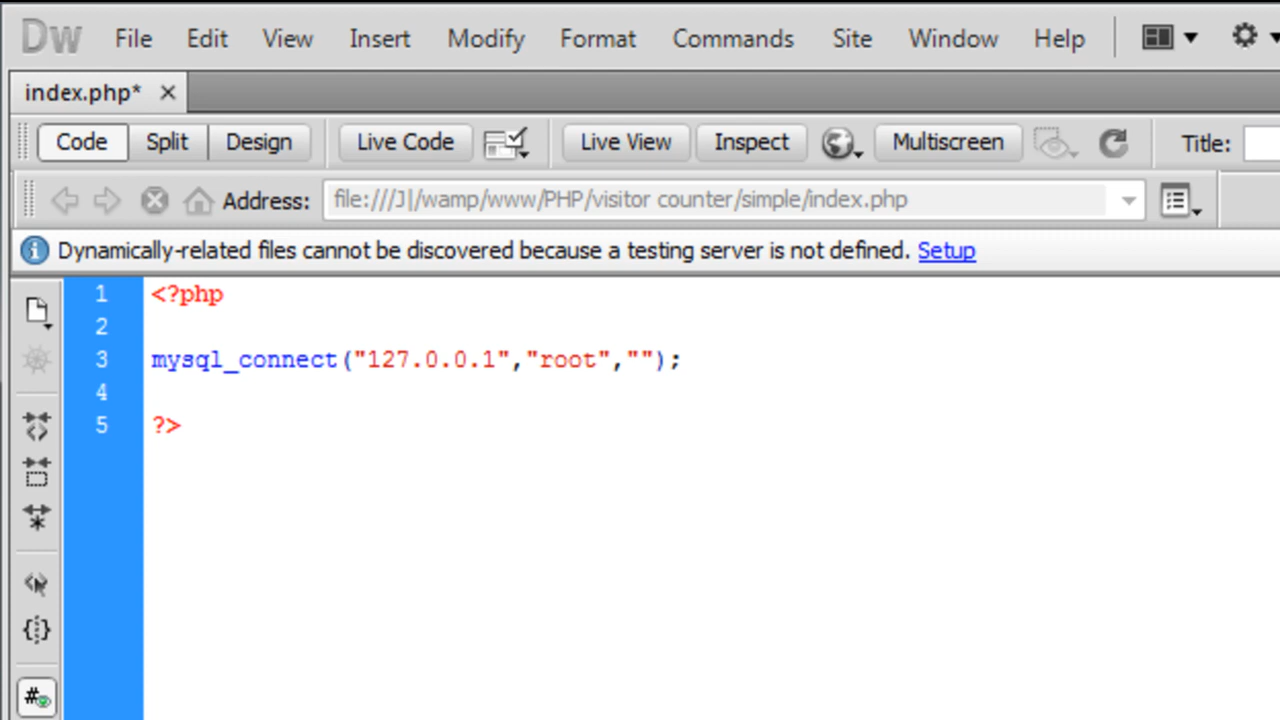 Dw File Edit View Insert Modify Format Commands Site Window Help
index.php*
Code Split Design Live Code Live View Inspect Multiscreen Title:
Address: file:///J|/wamp/www/PHP/visitor counter/simple/index.php
Dynamically-related files cannot be discovered because a testing server is not defined. Setup
1 <?php
2
3 mysql_connect("127.0.0.1","root","");
4
5 ?>